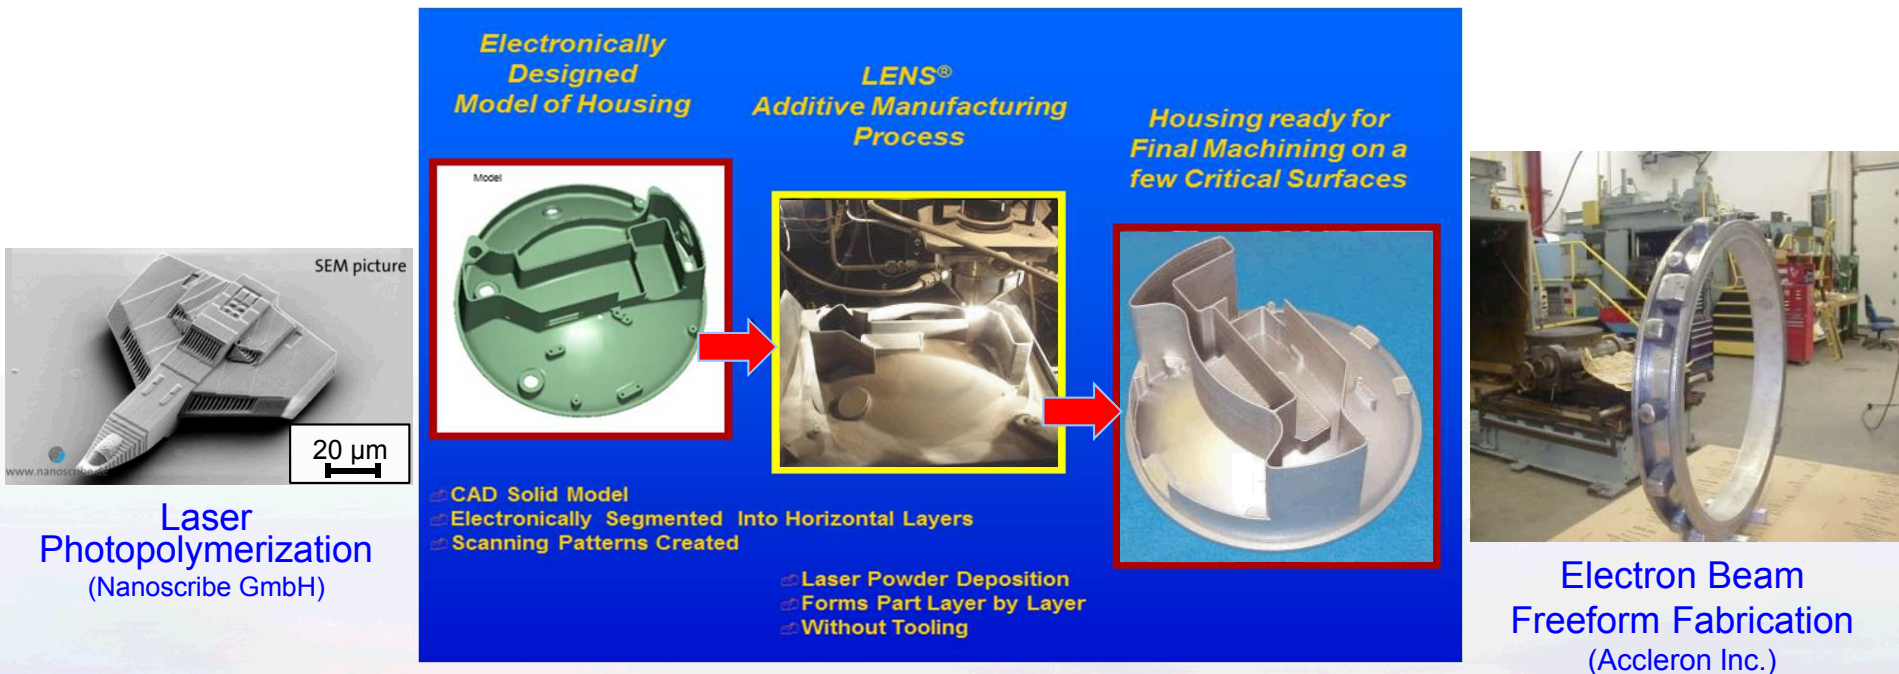 SEM picture
20 µm
www.nanoscribe.de
Laser
Photopolymerization
(Nanoscribe GmbH)
Electronically
Designed
Model of Housing
Model
CAD Solid Model
Electronically Segmented Into Horizontal Layers
Scanning Patterns Created
LENS®
Additive Manufacturing
Process
Laser Powder Deposition
Forms Part Layer by Layer
Without Tooling
Housing ready for
Final Machining on a
few Critical Surfaces
Electron Beam
Freeform Fabrication
(Accleron Inc.)